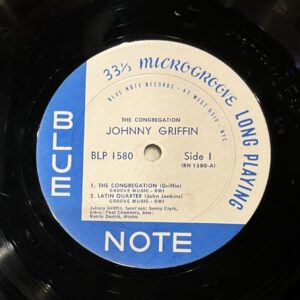 33 1/3 MICROGROOVE LONG PLAYING
BLUE NOTE RECORDS • 47 WEST 63rd • NYC
THE CONGREGATION
JOHNNY GRIFFIN
BLP 1580 Side 1
(BN 1580-A)
1. THE CONGREGATION (Griffin)
GROOVE MUSIC - BMI
2. LATIN QUARTER (John Jenkins)
GROOVE MUSIC - BMI
Johnny Griffin, tenor sax; Sonny Clark,
piano; Paul Chambers, bass;
Kenny Dennis, drums.
BLUE
NOTE